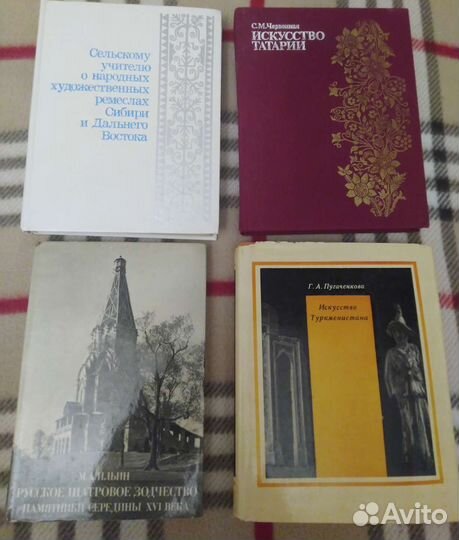 Сельскому
учителю
о народных
художественных
ремеслах
Сибири
и Дальнего
Востока
С.М.Червонная
ИСКУССТВО
ТАТАРИИ
М.А.ИЛЬИН
РУССКОЕ ШАТРОВОЕ ЗОДЧЕСТВО
ПАМЯТНИКИ СЕРЕДИНЫ XVI ВЕКА
Г. А. Пугаченкова
Искусство
Туркменистана
Avito